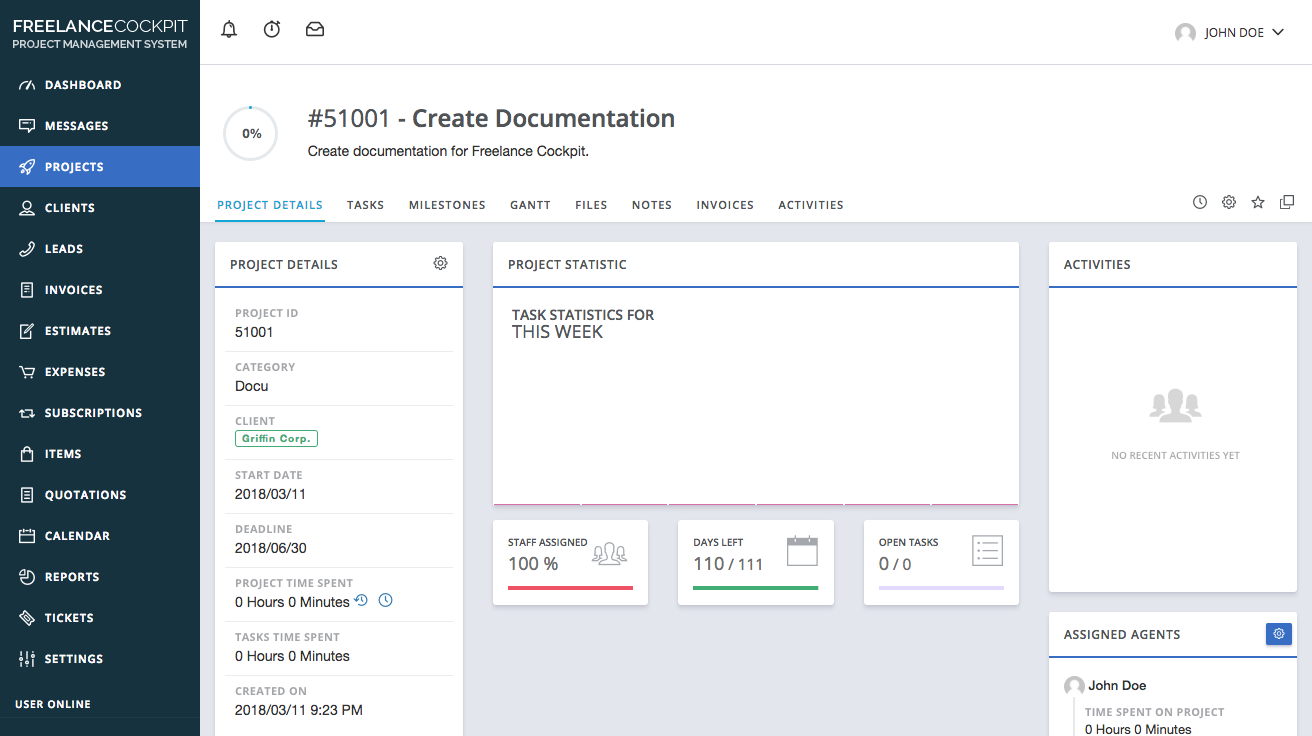 FREELANCECOCKPIT
PROJECT MANAGEMENT SYSTEM
DASHBOARD
MESSAGES
PROJECTS
CLIENTS
LEADS
INVOICES
ESTIMATES
EXPENSES
SUBSCRIPTIONS
ITEMS
QUOTATIONS
CALENDAR
REPORTS
TICKETS
SETTINGS
USER ONLINE
JOHN DOE
0%
#51001 - Create Documentation
Create documentation for Freelance Cockpit.
PROJECT DETAILS TASKS MILESTONES GANTT FILES NOTES INVOICES ACTIVITIES
PROJECT DETAILS
PROJECT ID
51001
CATEGORY
Docu
CLIENT
Griffin Corp.
START DATE
2018/03/11
DEADLINE
2018/06/30
PROJECT TIME SPENT
0 Hours 0 Minutes
TASKS TIME SPENT
0 Hours 0 Minutes
CREATED ON
2018/03/11 9:23 PM
PROJECT STATISTIC
TASK STATISTICS FOR
THIS WEEK
STAFF ASSIGNED
100 %
DAYS LEFT
110 / 111
OPEN TASKS
0 / 0
ACTIVITIES
NO RECENT ACTIVITIES YET
ASSIGNED AGENTS
John Doe
TIME SPENT ON PROJECT
0 Hours 0 Minutes